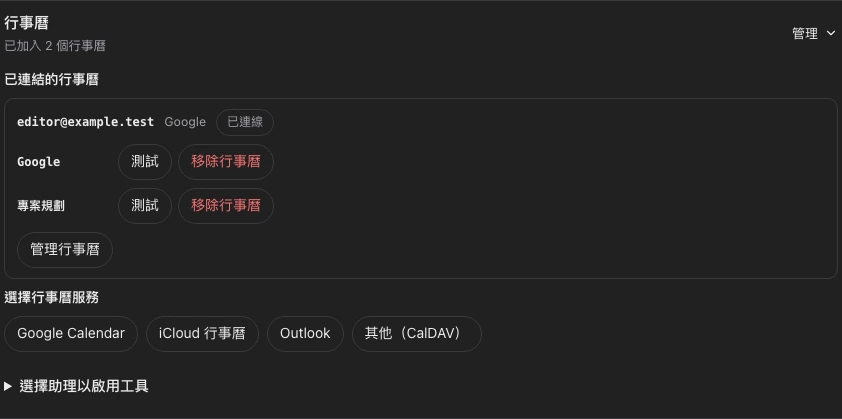 行事曆
已加入 2 個行事曆
管理
已連結的行事曆
editor@example.test Google 已連線
Google 測試 移除行事曆
專案規劃 測試 移除行事曆
管理行事曆
選擇行事曆服務
Google Calendar iCloud 行事曆 Outlook 其他（CalDAV）
選擇助理以啟用工具